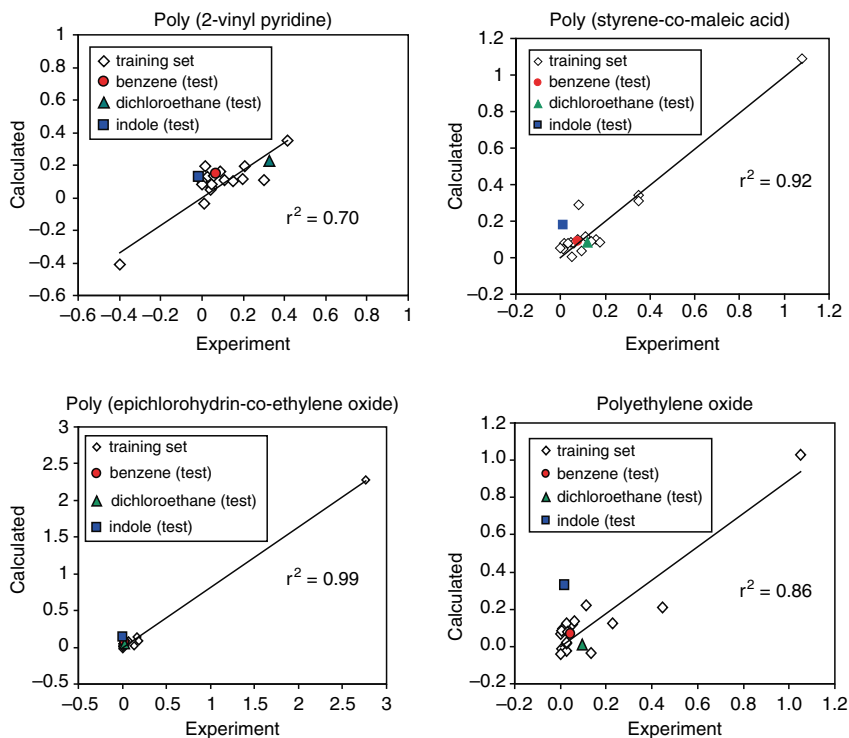 Poly (2-vinyl pyridine)
1
0.8
0.6
0.4
0.2
0
−0.2
−0.4
−0.6
Calculated
training set
benzene (test)
dichloroethane (test)
indole (test)
r² = 0.70
−0.6 −0.4 −0.2 0 0.2 0.4 0.6 0.8 1
Experiment
Poly (styrene-co-maleic acid)
1.2
1
0.8
0.6
0.4
0.2
0
−0.2
Calculated
training set
benzene (test)
dichloroethane (test)
indole (test)
r² = 0.92
−0.2 0 0.2 0.4 0.6 0.8 1.0 1.2
Experiment
Poly (epichlorohydrin-co-ethylene oxide)
3
2.5
2
1.5
1
0.5
0
−0.5
Calculated
training set
benzene (test)
dichloroethane (test)
indole (test)
r² = 0.99
−0.5 0 0.5 1 1.5 2 2.5 3
Experiment
Polyethylene oxide
1.2
1.0
0.8
0.6
0.4
0.2
0.0
−0.2
Calculated
training set
benzene (test)
dichloroethane (test)
indole (test
r² = 0.86
−0.2 0.0 0.2 0.4 0.6 0.8 1.0 1.2
Experiment